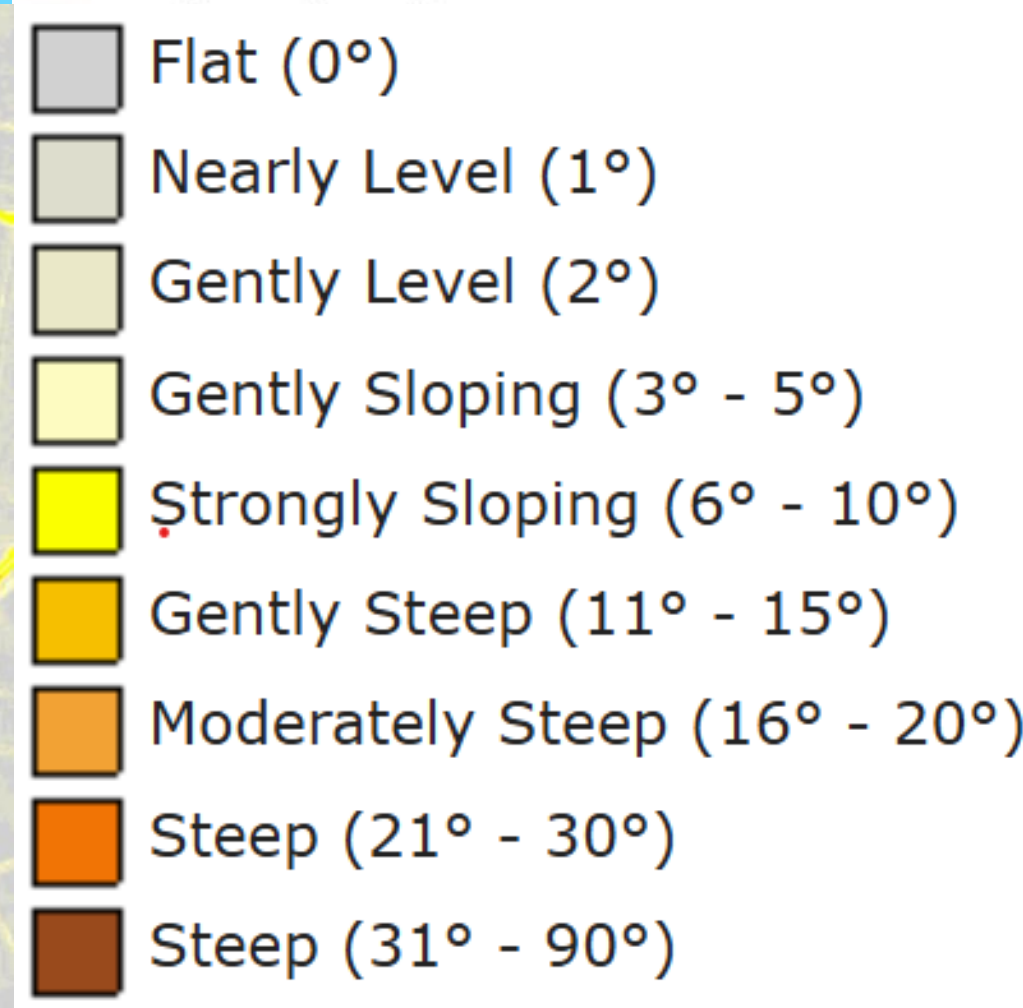 Flat (0°)
Nearly Level (1°)
Gently Level (2°)
Gently Sloping (3° - 5°)
Strongly Sloping (6° - 10°)
Gently Steep (11° - 15°)
Moderately Steep (16° - 20°)
Steep (21° - 30°)
Steep (31° - 90°)